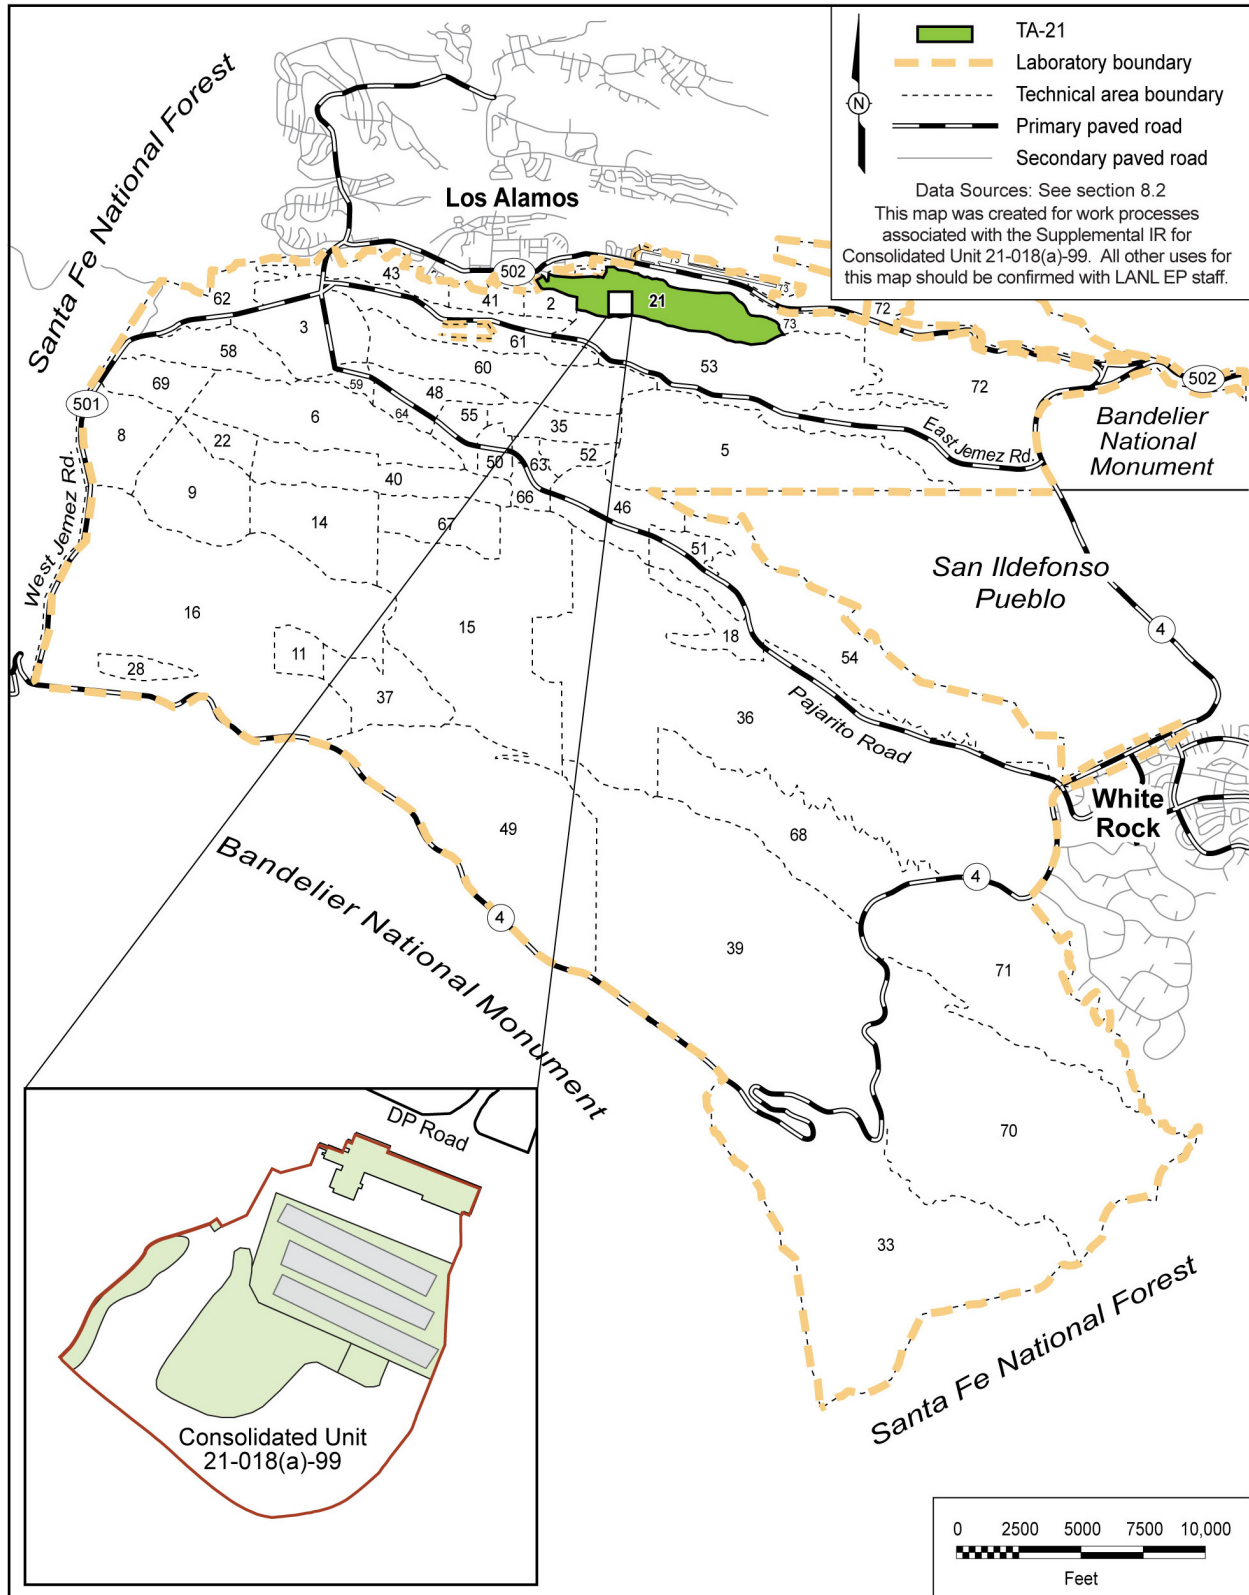 TA-21
Laboratory boundary
Technical area boundary
Primary paved road
Secondary paved road
N
Data Sources: See section 8.2
This map was created for work processes
associated with the Supplemental IR for
Consolidated Unit 21-018(a)-99. All other uses for
this map should be confirmed with LANL EP staff.
Santa Fe National Forest
Los Alamos
502
73
73
73
43
62
41
2
21
72
3
61
53
58
60
502
69
59
48
72
501
6
64
55
35
Bandelier
National
Monument
8
22
East Jemez Rd.
5
50
63
52
40
9
66
46
14
67
51
West Jemez Rd.
San Ildefonso
Pueblo
16
15
18
4
54
11
28
37
36
Pajarito Road
White
Rock
49
68
Bandelier National Monument
4
4
39
71
70
33
Santa Fe National Forest
DP Road
Consolidated Unit
21-018(a)-99
0 2500 5000 7500 10,000
Feet